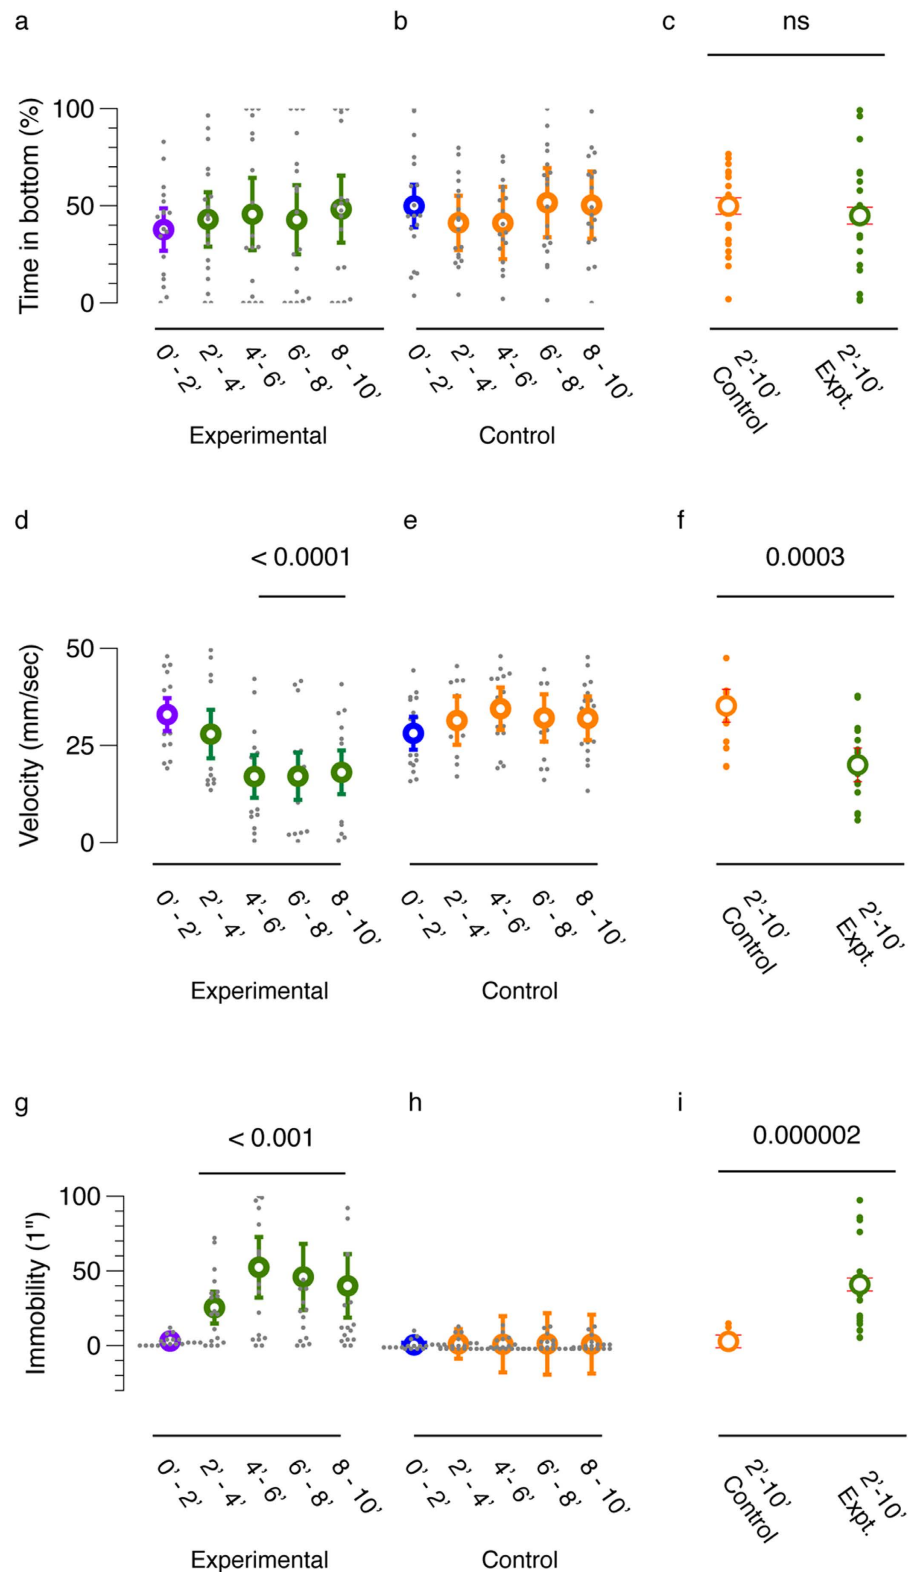 a
b
c
ns
Time in bottom (%)
100
50
0
0’ - 2’
2’ - 4’
4’ - 6’
6’ - 8’
8 - 10’
0’ - 2’
2’ - 4’
4’ - 6’
6’ - 8’
8 - 10’
2’-10’
Control
2’-10’
Expt.
Experimental
Control
d
e
f
< 0.0001
0.0003
Velocity (mm/sec)
50
25
0
0’ - 2’
2’ - 4’
4’ - 6’
6’ - 8’
8 - 10’
0’ - 2’
2’ - 4’
4’ - 6’
6’ - 8’
8 - 10’
2’-10’
Control
2’-10’
Expt.
Experimental
Control
g
h
i
< 0.001
0.000002
Immobility (1")
100
50
0
0’ - 2’
2’ - 4’
4’ - 6’
6’ - 8’
8 - 10’
0’ - 2’
2’ - 4’
4’ - 6’
6’ - 8’
8 - 10’
2’-10’
Control
2’-10’
Expt.
Experimental
Control